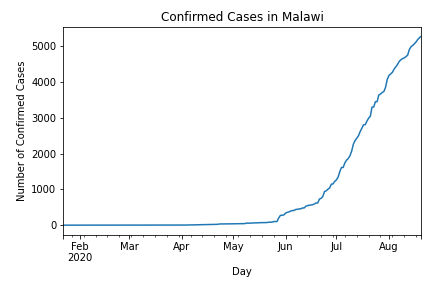 Confirmed Cases in Malawi
Number of Confirmed Cases
5000
4000
3000
2000
1000
0
Feb Mar Apr May Jun Jul Aug
2020
Day